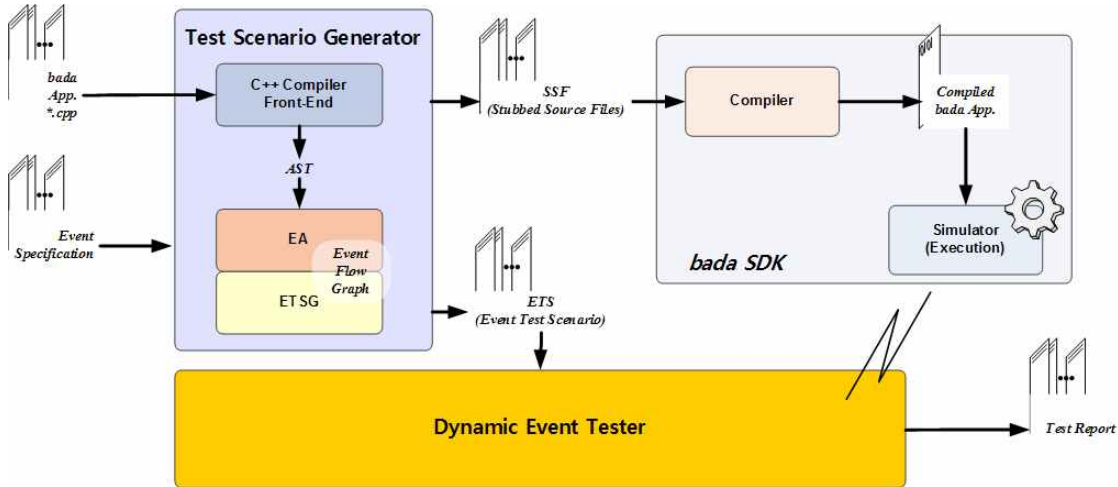 bada
App.
*.cpp
Event
Specification
Test Scenario Generator
C++ Compiler
Front-End
AST
EA
Event
Flow
Graph
ETSG
SSF
(Stubbed Source Files)
ETS
(Event Test Scenario)
Compiler
Compiled
bada App.
Simulator
(Execution)
bada SDK
Dynamic Event Tester
Test Report